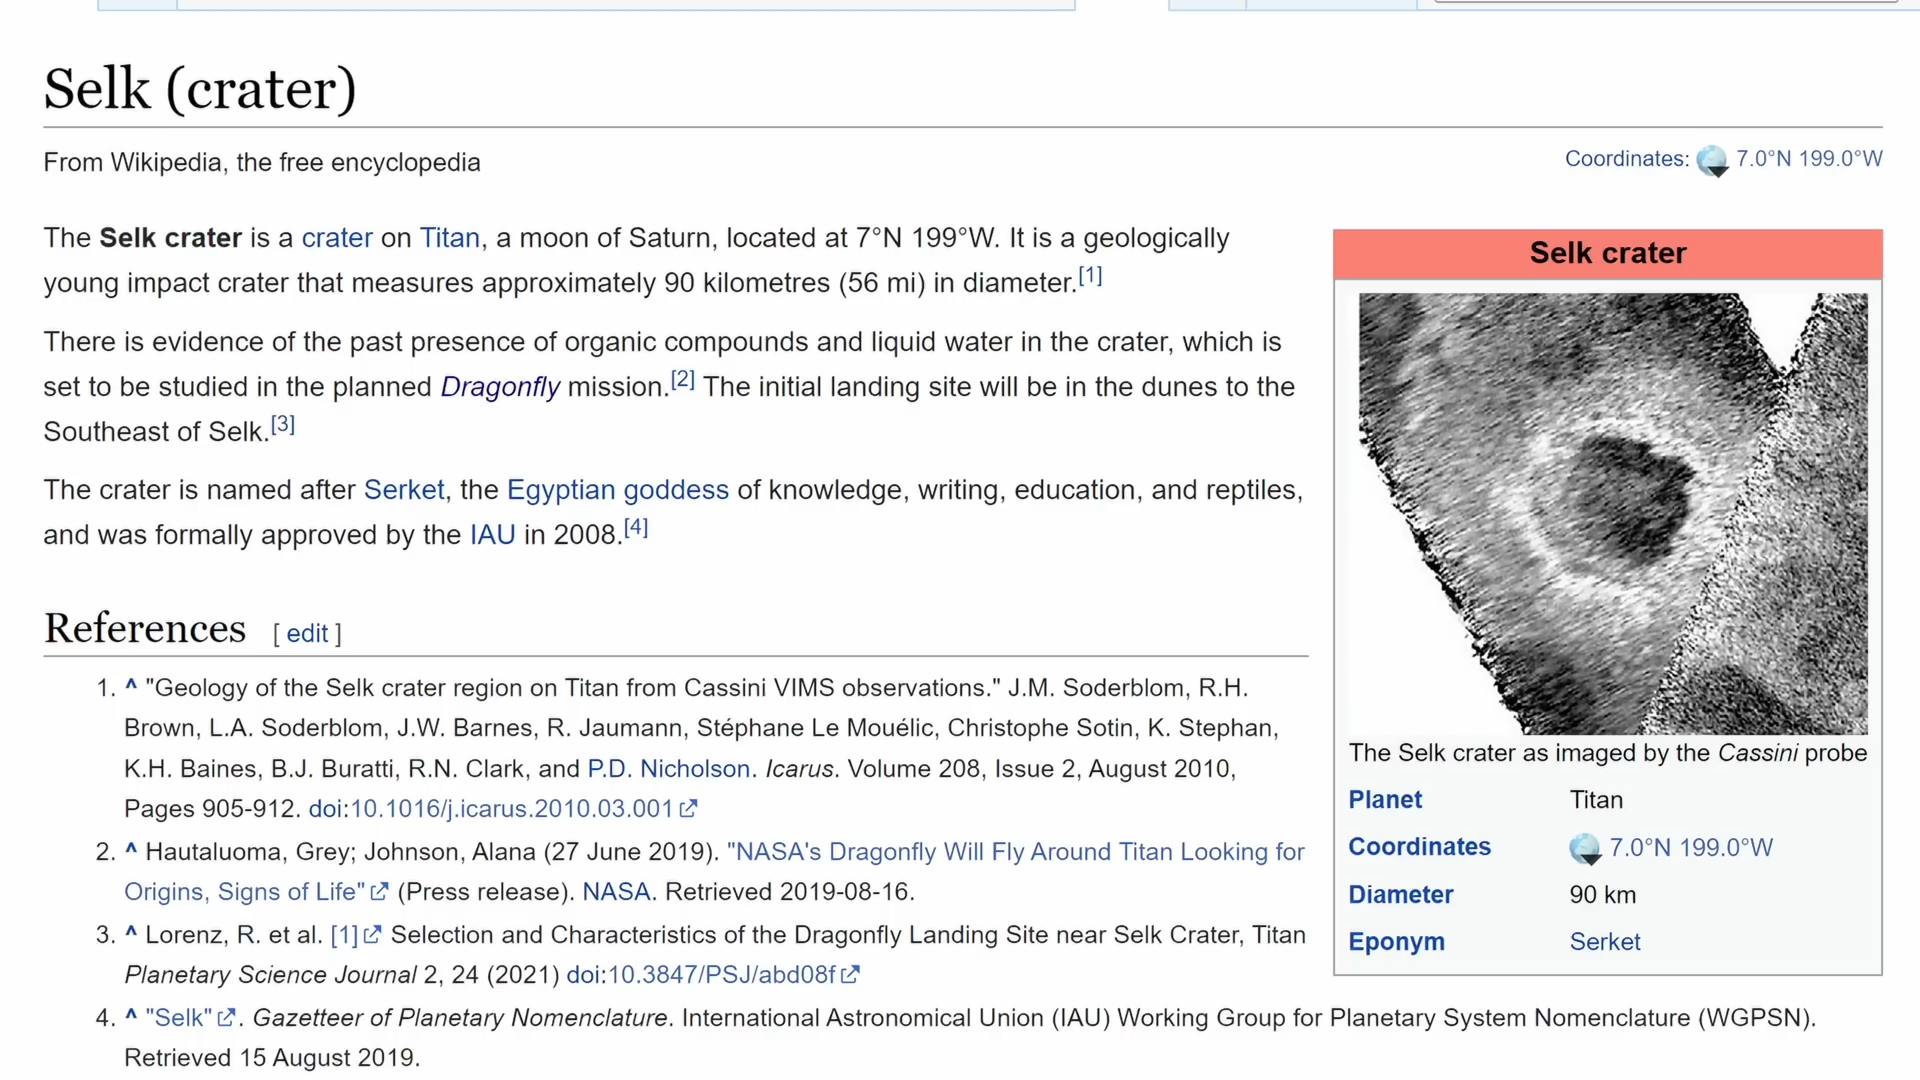 Selk (crater)
From Wikipedia, the free encyclopedia
Coordinates: 7.0°N 199.0°W
The Selk crater is a crater on Titan, a moon of Saturn, located at 7°N 199°W. It is a geologically
young impact crater that measures approximately 90 kilometres (56 mi) in diameter.[1]
There is evidence of the past presence of organic compounds and liquid water in the crater, which is
set to be studied in the planned Dragonfly mission.[2] The initial landing site will be in the dunes to the
Southeast of Selk.[3]
The crater is named after Serket, the Egyptian goddess of knowledge, writing, education, and reptiles,
and was formally approved by the IAU in 2008.[4]
Selk crater
The Selk crater as imaged by the Cassini probe
Planet Titan
Coordinates 7.0°N 199.0°W
Diameter 90 km
Eponym Serket
References [ edit ]
1. ^ "Geology of the Selk crater region on Titan from Cassini VIMS observations." J.M. Soderblom, R.H.
Brown, L.A. Soderblom, J.W. Barnes, R. Jaumann, Stéphane Le Mouélic, Christophe Sotin, K. Stephan,
K.H. Baines, B.J. Buratti, R.N. Clark, and P.D. Nicholson. Icarus. Volume 208, Issue 2, August 2010,
Pages 905-912. doi:10.1016/j.icarus.2010.03.001
2. ^ Hautaluoma, Grey; Johnson, Alana (27 June 2019). "NASA's Dragonfly Will Fly Around Titan Looking for
Origins, Signs of Life" (Press release). NASA. Retrieved 2019-08-16.
3. ^ Lorenz, R. et al. [1] Selection and Characteristics of the Dragonfly Landing Site near Selk Crater, Titan
Planetary Science Journal 2, 24 (2021) doi:10.3847/PSJ/abd08f
4. ^ "Selk". Gazetteer of Planetary Nomenclature. International Astronomical Union (IAU) Working Group for Planetary System Nomenclature (WGPSN).
Retrieved 15 August 2019.